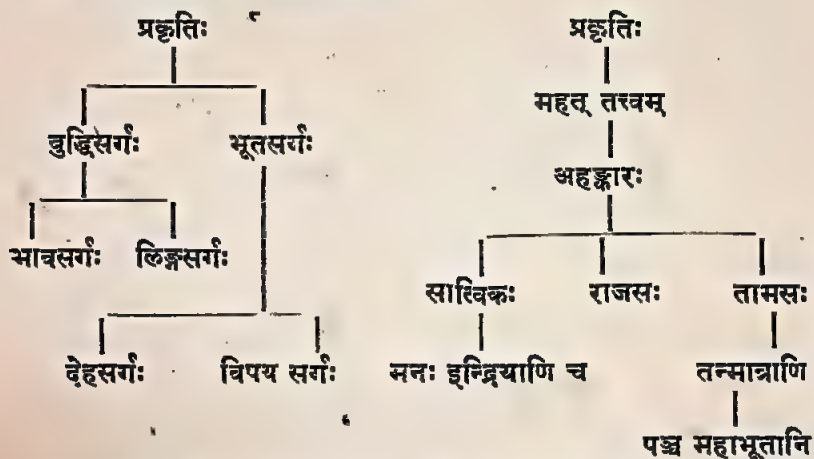 प्रकृतिः
बुद्धिसर्गः भूतसर्गः
भावसर्गः लिङ्गसर्गः
देहसर्गः विषय सर्गः
प्रकृतिः
महत् तत्त्वम्
अहङ्कारः
सात्त्विकः राजसः तामसः
मनः इन्द्रियाणि च तन्मात्राणि
पञ्च महाभूतानि